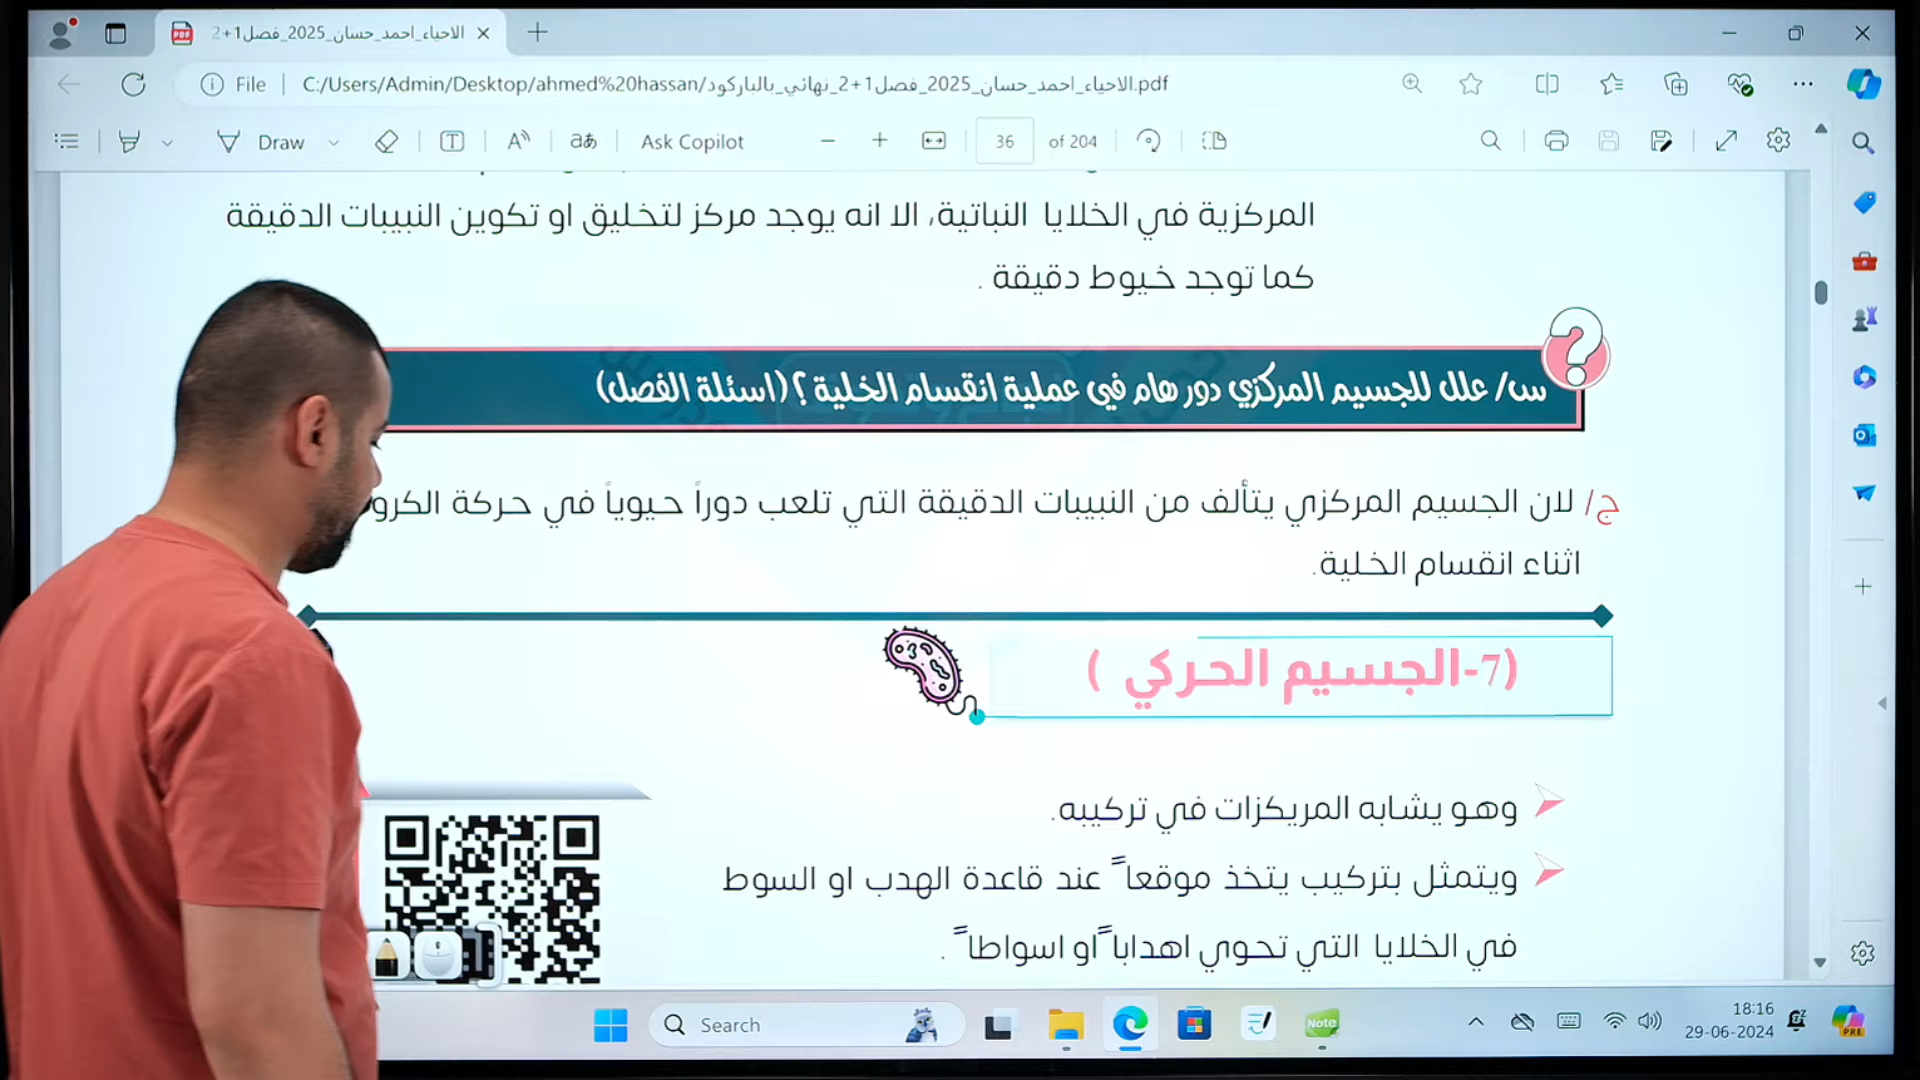 الاحياء_احمد_حسان_2025_فصل1+2
File
C:/Users/Admin/Desktop/ahmed%20hassan/الاحياء_احمد_حسان_2025_فصل1+2_نهائي_بالباركود.pdf
Draw
Ask Copilot
36 of 204
المركزية في الخلايا النباتية، الا انه يوجد مركز لتخليق او تكوين النبيبات الدقيقة
كما توجد خيوط دقيقة .
?
س/ علل للجسيم المركزي دور هام في عملية انقسام الخلية ؟ (اسئلة الفصل)
ج/ لان الجسيم المركزي يتألف من النبيبات الدقيقة التي تلعب دوراً حيوياً في حركة
اثناء انقسام الخلية.
(7-الجسيم الحركي )
وهو يشابه المريكزات في تركيبه.
ويتمثل بتركيب يتخذ موقعاً عند قاعدة الهدب او السوط
في الخلايا التي تحوي اهداباً او اسواطاً .
Search
Note
PRE
18:16
29-06-2024